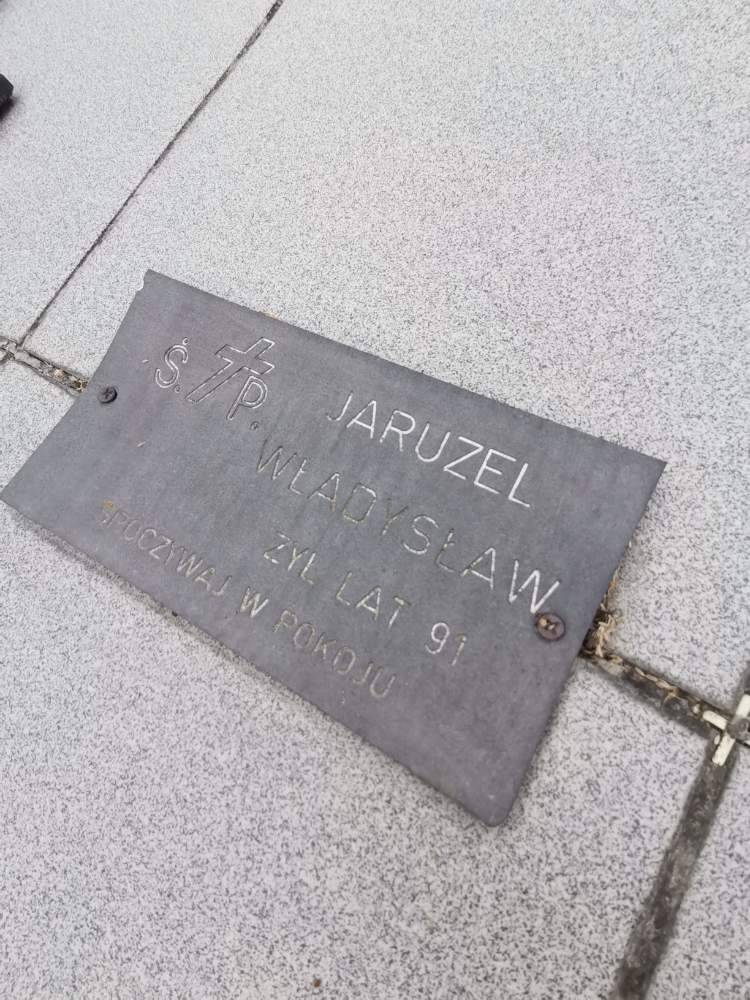 Ś. P.
JARUZEL
WŁADYSŁAW
ŻYŁ LAT 91
SPOCZYWAJ W POKOJU